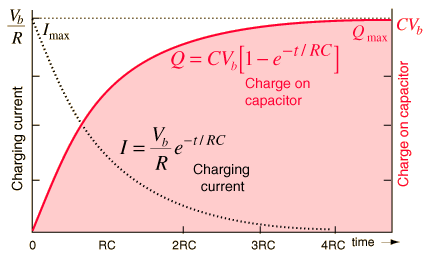 V_b/R
I_max
Q_max
CV_b
Q = CV_b[1 − e^{−t/RC}]
Charge on
capacitor
I = V_b/R e^{−t/RC}
Charging
current
Charging current
Charge on capacitor
0 RC 2RC 3RC 4RC time